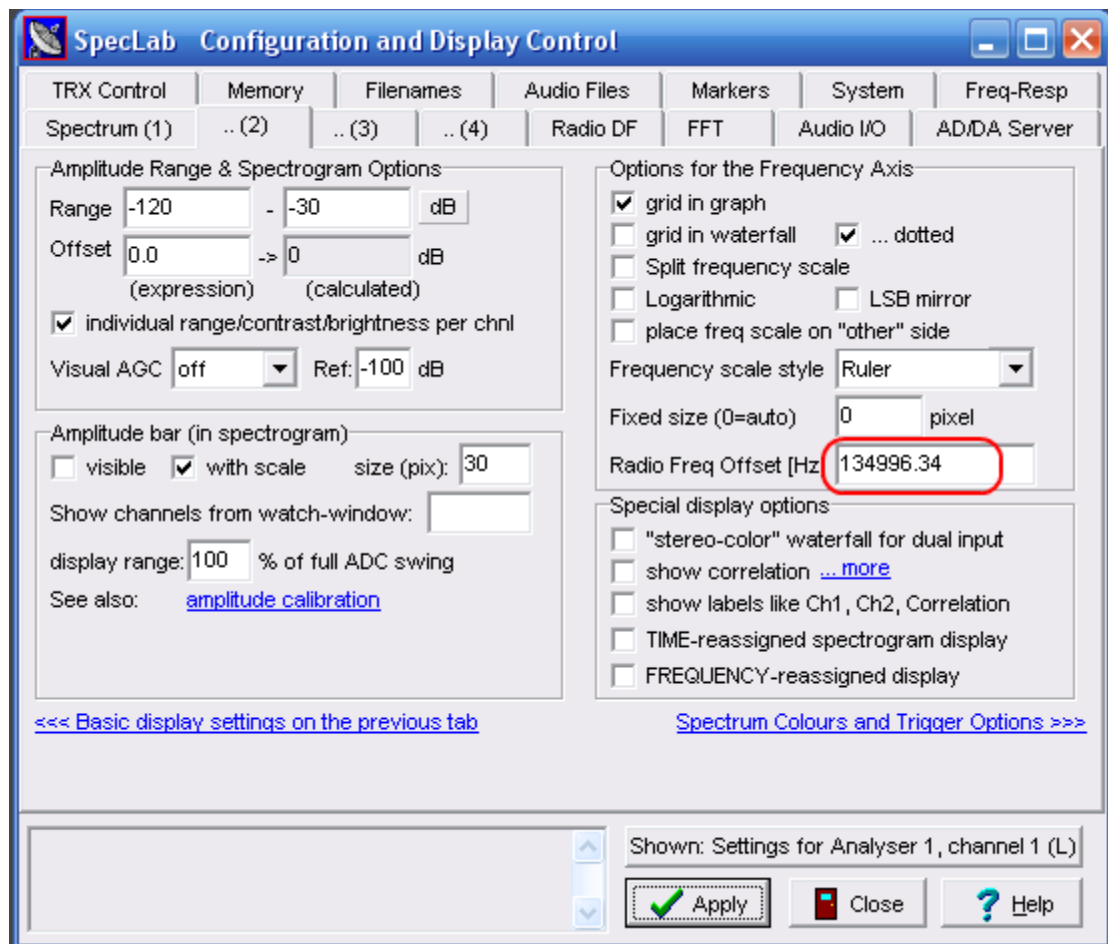 SpecLab Configuration and Display Control
TRX Control Memory Filenames Audio Files Markers System Freq-Resp
Spectrum (1) .. (2) .. (3) .. (4) Radio DF FFT Audio I/O AD/DA Server
Amplitude Range & Spectrogram Options
Range -120 - -30 dB
Offset 0.0 -> 0 dB
(expression) (calculated)
individual range/contrast/brightness per chnl
Visual AGC off Ref: -100 dB
Amplitude bar (in spectrogram)
visible with scale size (pix): 30
Show channels from watch-window:
display range: 100 % of full ADC swing
See also: amplitude calibration
<<< Basic display settings on the previous tab
Options for the Frequency Axis
grid in graph
grid in waterfall ... dotted
Split frequency scale
Logarithmic LSB mirror
place freq scale on "other" side
Frequency scale style Ruler
Fixed size (0=auto) 0 pixel
Radio Freq Offset [Hz 134996.34
Special display options
"stereo-color" waterfall for dual input
show correlation ... more
show labels like Ch1, Ch2, Correlation
TIME-reassigned spectrogram display
FREQUENCY-reassigned display
Spectrum Colours and Trigger Options >>>
Shown: Settings for Analyser 1, channel 1 (L)
Apply Close ? Help